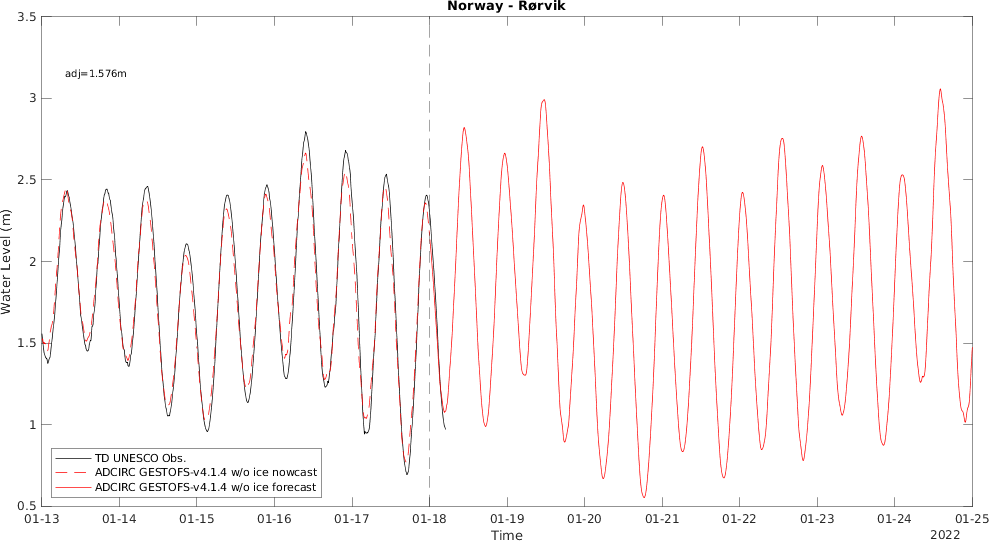 Norway - Rørvik
3.5
adj=1.576m
3
2.5
2
Water Level (m)
1.5
1
TD UNESCO Obs.
ADCIRC GESTOFS-v4.1.4 w/o ice nowcast
ADCIRC GESTOFS-v4.1.4 w/o ice forecast
0.5
01-13 01-14 01-15 01-16 01-17 01-18 01-19 01-20 01-21 01-22 01-23 01-24 01-25
Time
2022